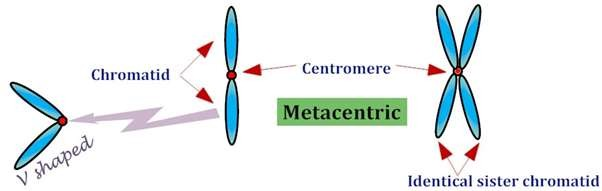 Chromatid
Centromere
Metacentric
V shaped
Identical sister chromatid